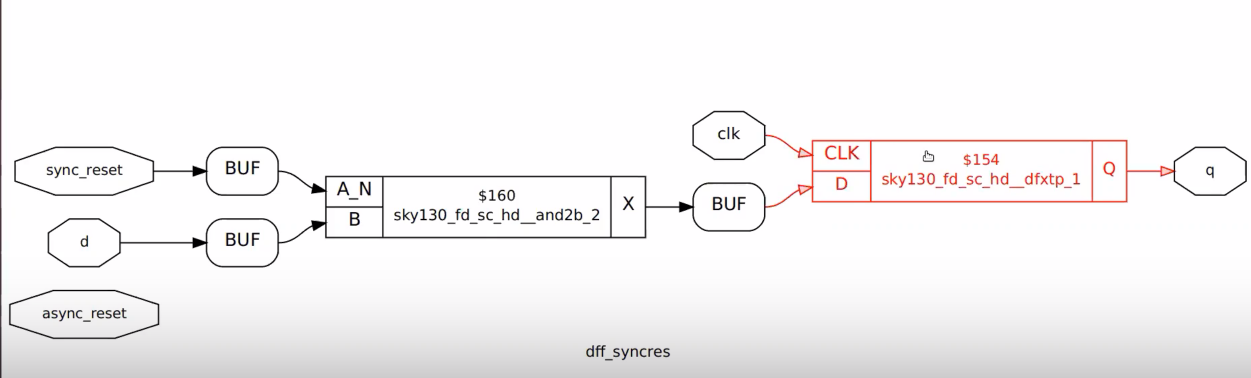 clk
sync_reset
BUF
A_N
B
$160
sky130_fd_sc_hd__and2b_2
X
BUF
CLK
D
$154
sky130_fd_sc_hd__dfxtp_1
Q
q
d
BUF
async_reset
dff_syncres